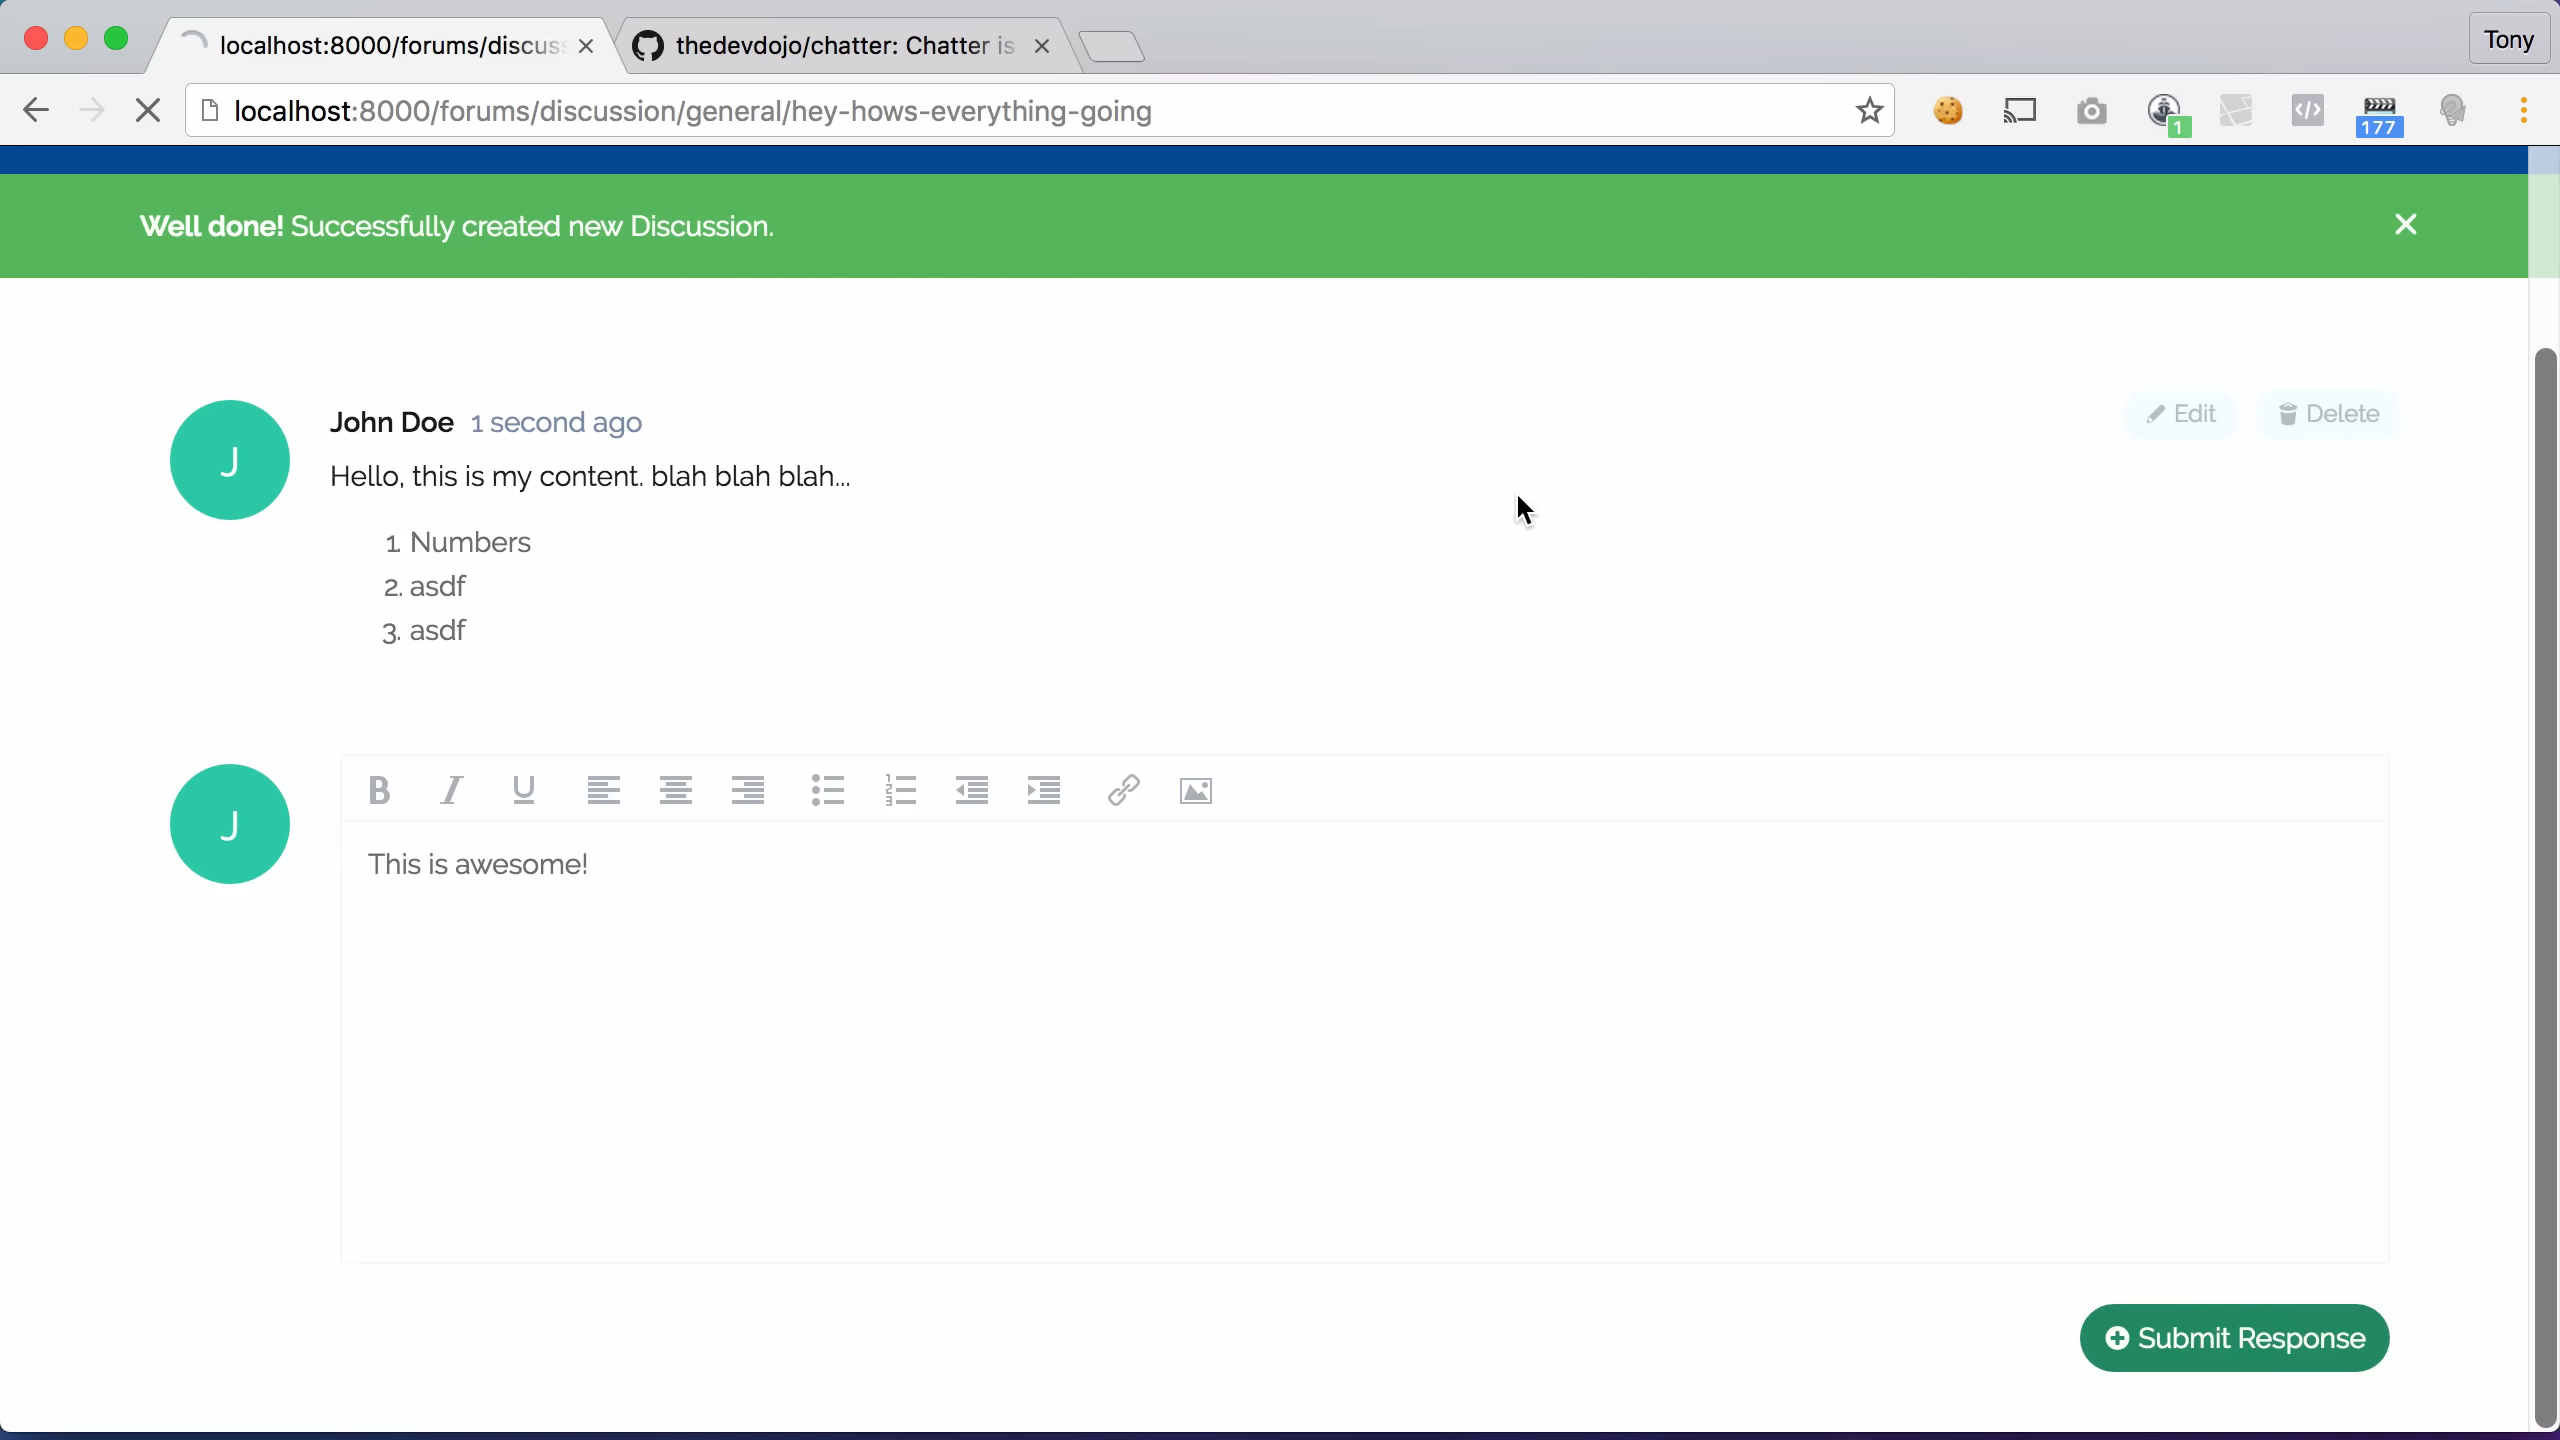 localhost:8000/forums/discuss
thedevdojo/chatter: Chatter is
Tony
localhost:8000/forums/discussion/general/hey-hows-everything-going
1
177
Well done! Successfully created new Discussion.
John Doe 1 second ago
Edit
Delete
J
Hello, this is my content. blah blah blah...
1. Numbers
2. asdf
3. asdf
J
B I U
This is awesome!
Submit Response